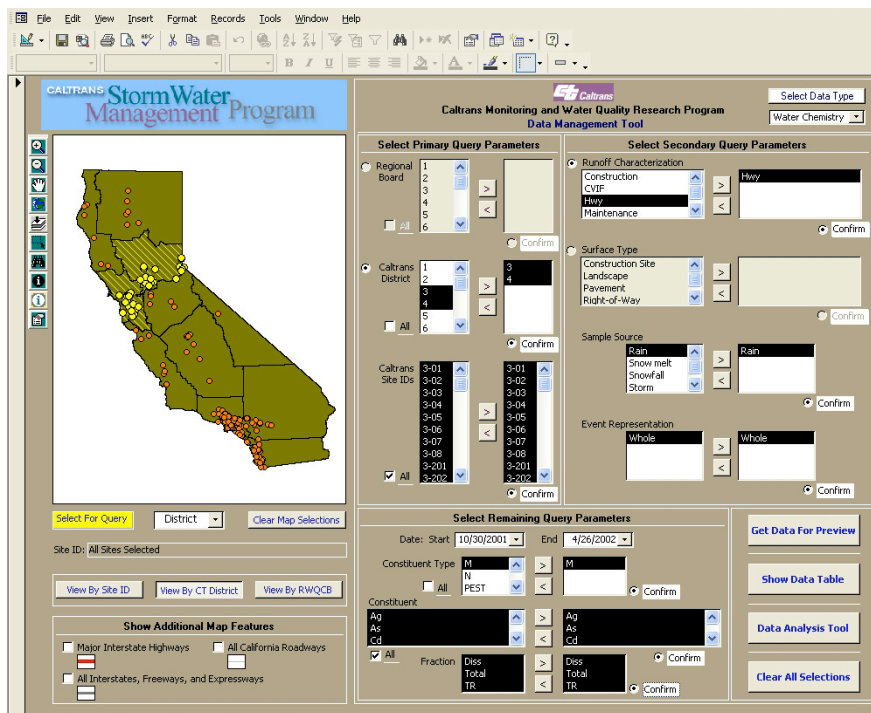 File Edit View Insert Format Records Tools Window Help
CALTRANS StormWater
Management Program
Caltrans
Caltrans Monitoring and Water Quality Research Program
Data Management Tool
Select Data Type
Water Chemistry
Select Primary Query Parameters
Regional
Board
1
2
3
4
5
6
All
>
<
Confirm
Caltrans
District
1
2
3
4
5
6
All
>
<
3
4
Confirm
Caltrans
Site IDs
3-01
3-02
3-03
3-04
3-05
3-06
3-07
3-08
3-201
3-202
All
>
<
3-01
3-02
3-03
3-04
3-05
3-06
3-07
3-08
3-201
3-202
Confirm
Select Secondary Query Parameters
Runoff Characterization
Construction
CVIF
Hwy
Maintenance
>
<
Hwy
Confirm
Surface Type
Construction Site
Landscape
Pavement
Right-of-Way
>
<
Confirm
Sample Source
Rain
Snow melt
Snowfall
Storm
>
<
Rain
Confirm
Event Representation
Whole
>
<
Whole
Confirm
Select For Query
District
Clear Map Selections
Site ID: All Sites Selected
View By Site ID
View By CT District
View By RWQCB
Show Additional Map Features
Major Interstate Highways
All California Roadways
All Interstates, Freeways, and Expressways
Select Remaining Query Parameters
Date: Start 10/30/2001 End 4/26/2002
Constituent Type
M
N
PEST
All
>
<
M
Confirm
Constituent
Ag
As
Cd
All
>
<
Ag
As
Cd
Confirm
Fraction
Diss
Total
TR
>
<
Diss
Total
TR
Confirm
Get Data For Preview
Show Data Table
Data Analysis Tool
Clear All Selections